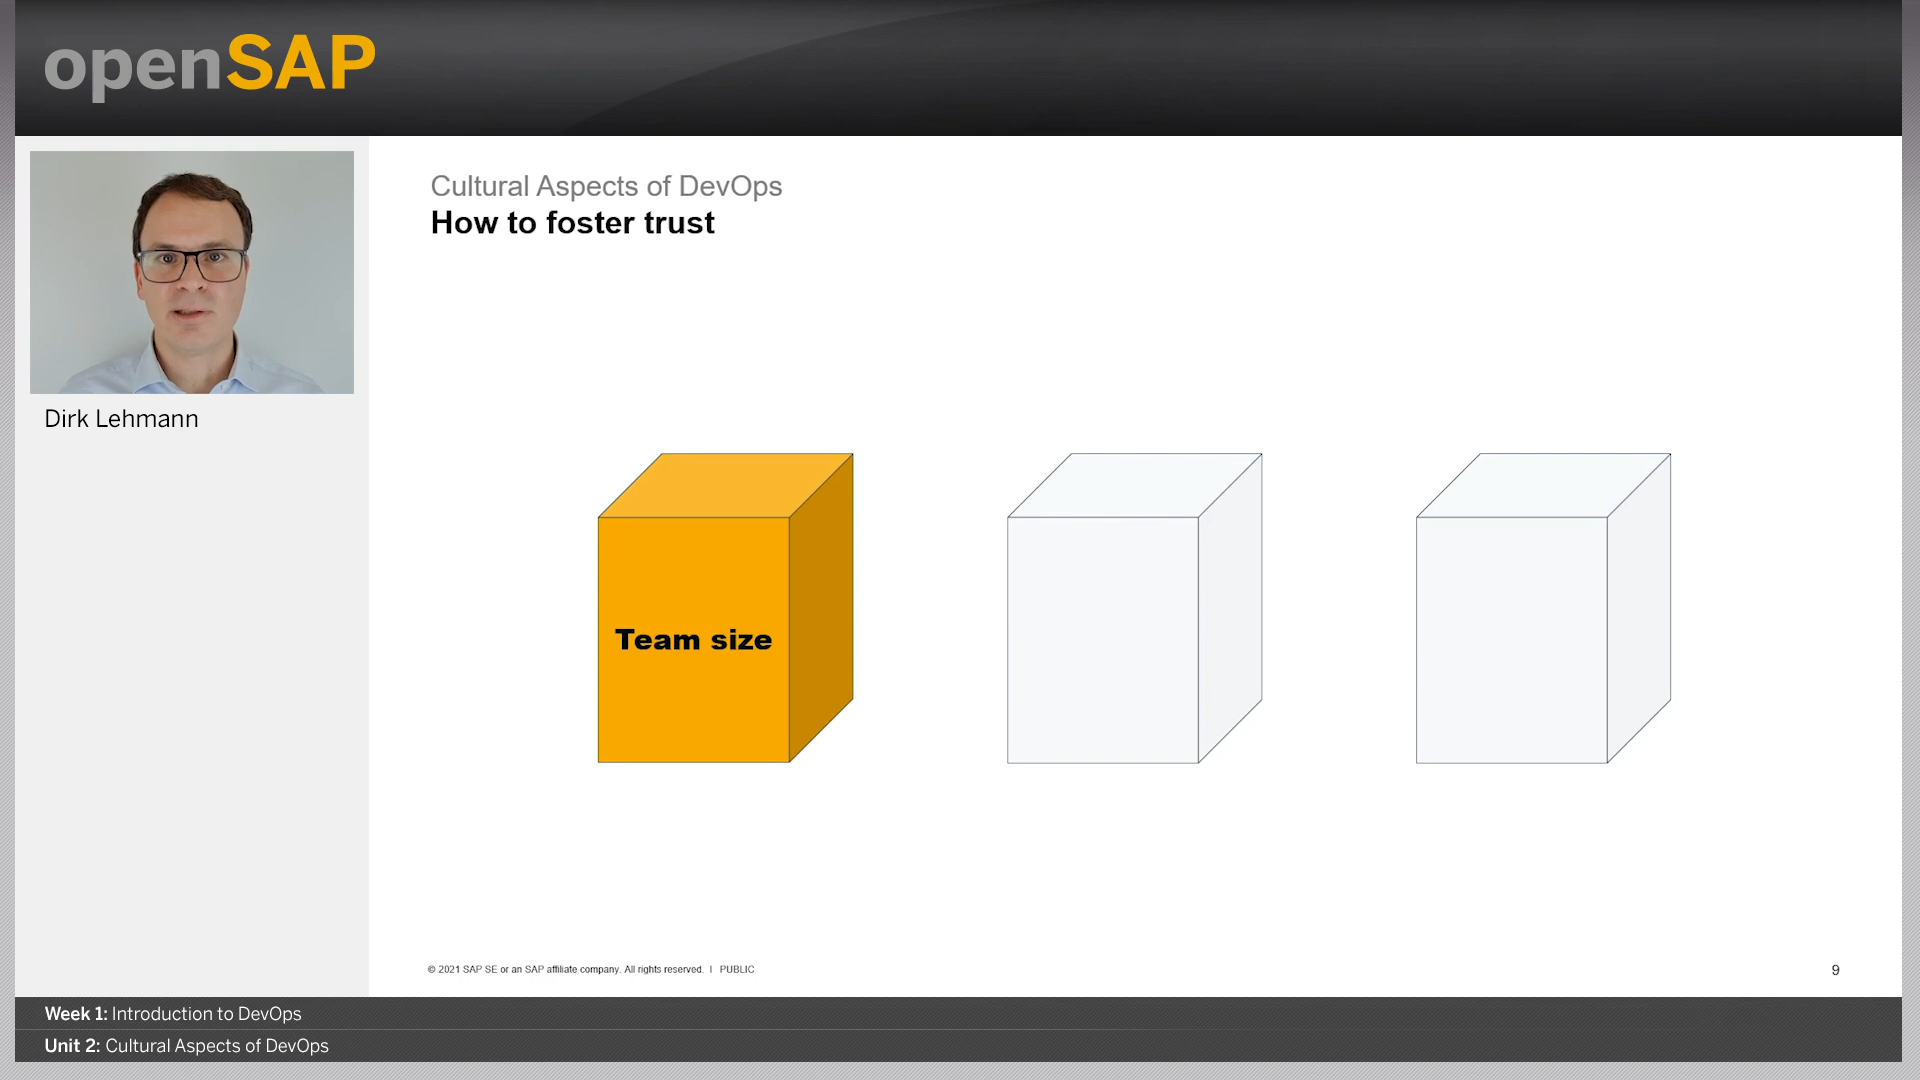 openSAP
Cultural Aspects of DevOps
How to foster trust
Dirk Lehmann
Team size
© 2021 SAP SE or an SAP affiliate company. All rights reserved. I PUBLIC
9
Week 1: Introduction to DevOps
Unit 2: Cultural Aspects of DevOps